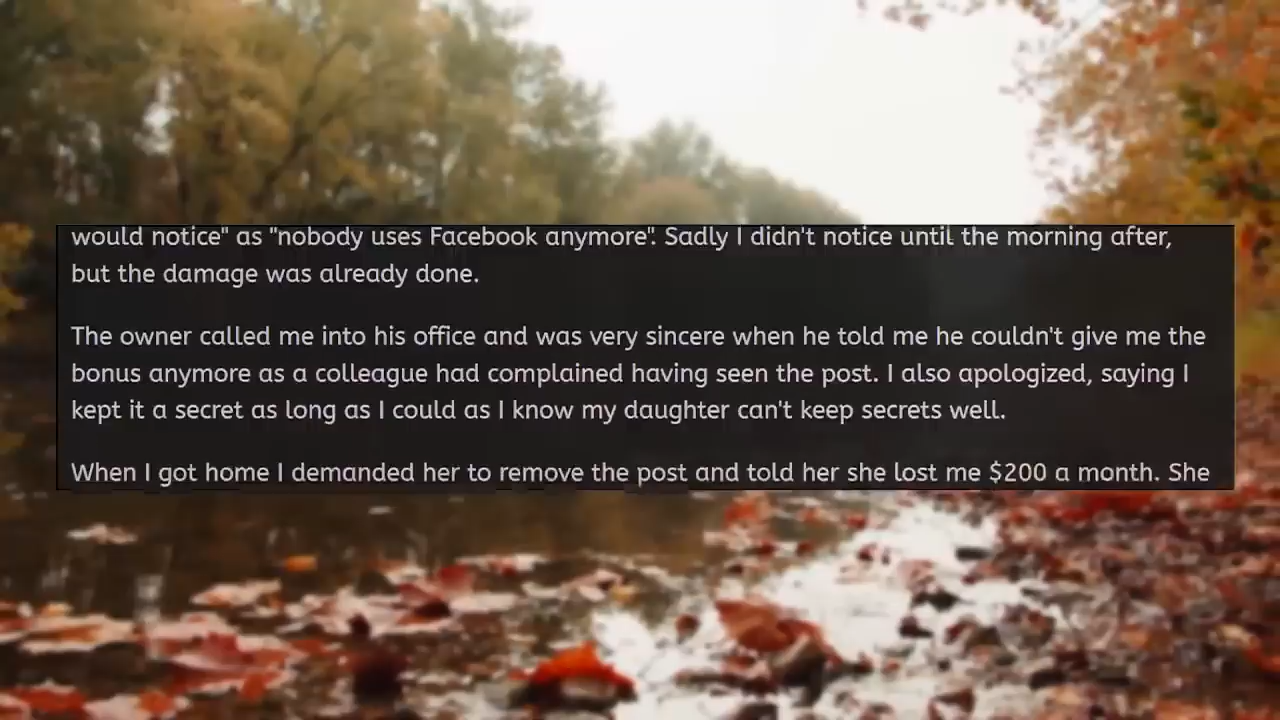 would notice" as "nobody uses Facebook anymore". Sadly I didn't notice until the morning after,
but the damage was already done.
The owner called me into his office and was very sincere when he told me he couldn't give me the
bonus anymore as a colleague had complained having seen the post. I also apologized, saying I
kept it a secret as long as I could as I know my daughter can't keep secrets well.
When I got home I demanded her to remove the post and told her she lost me $200 a month. She